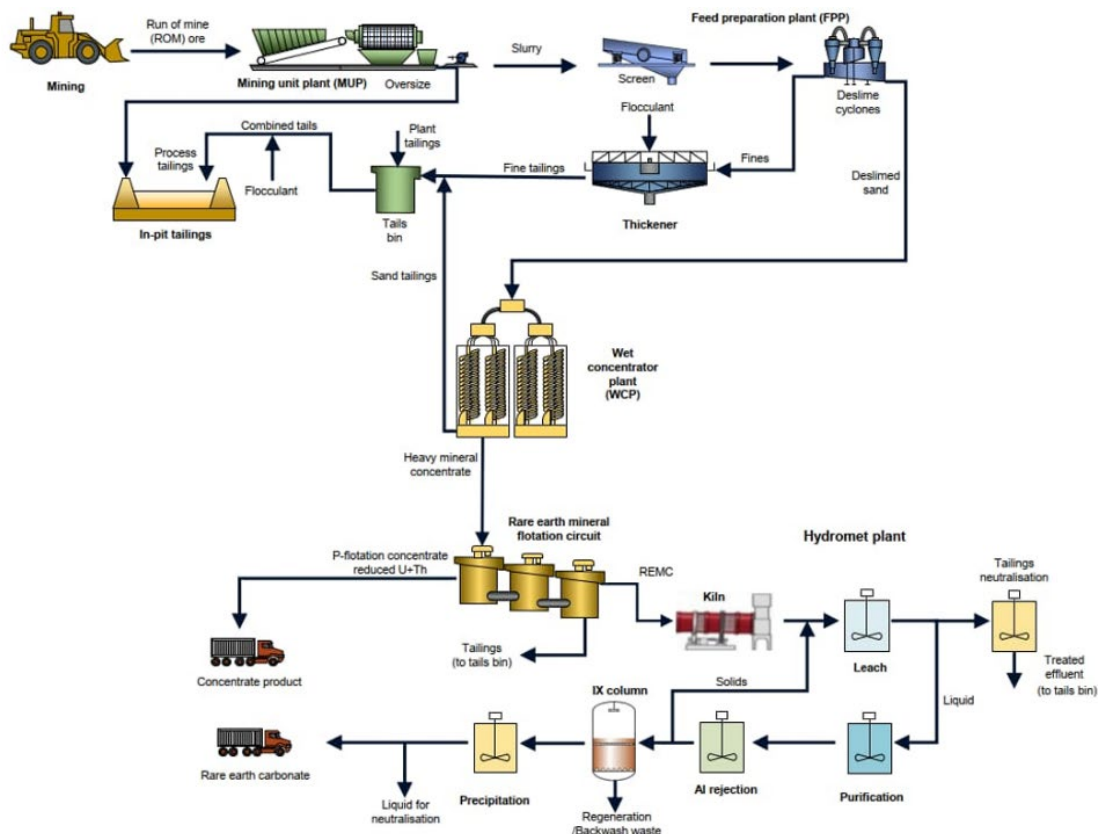 Feed preparation plant (FPP)
Run of mine
(ROM) ore
Slurry
Mining
Mining unit plant (MUP)
Oversize
Screen
Deslime
cyclones
Flocculant
Combined tails
Plant
tailings
Process
tailings
Fine tailings
Fines
Deslimed
sand
Flocculant
In-pit tailings
Tails
bin
Thickener
Sand tailings
Wet
concentrator
plant
(WCP)
Heavy mineral
concentrate
Rare earth mineral
flotation circuit
Hydromet plant
P-flotation concentrate
reduced U+Th
REMC
Kiln
Tailings
neutralisation
Tailings
(to tails bin)
Leach
Treated
effluent
(to tails bin)
Concentrate product
Solids
IX column
Liquid
Rare earth carbonate
Precipitation
Al rejection
Purification
Liquid for
neutralisation
Regeneration
/Backwash waste